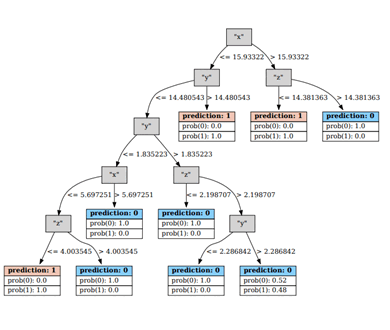 "x"
<= 15.93322 > 15.93322
"y" "z"
<= 14.480543 > 14.480543 <= 14.381363 > 14.381363
"y" prediction: 1 prediction: 1 prediction: 0
prob(0): 0.0 prob(0): 0.0 prob(0): 1.0
prob(1): 1.0 prob(1): 1.0 prob(1): 0.0
<= 1.835223 > 1.835223
"x" "z"
<= 5.697251 > 5.697251 <= 2.198707 > 2.198707
"z" prediction: 0 prediction: 0 "y"
prob(0): 1.0 prob(0): 1.0
prob(1): 0.0 prob(1): 0.0
<= 4.003545 > 4.003545 <= 2.286842 > 2.286842
prediction: 1 prediction: 0 prediction: 0 prediction: 0
prob(0): 0.0 prob(0): 1.0 prob(0): 1.0 prob(0): 0.52
prob(1): 1.0 prob(1): 0.0 prob(1): 0.0 prob(1): 0.48